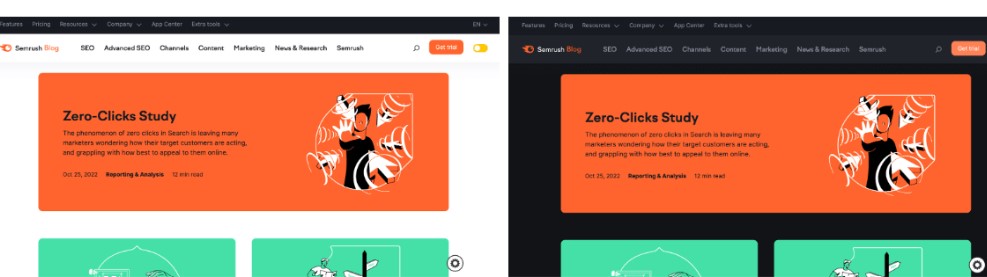 Features Pricing Resources Company App Center Extra tools EN
Semrush Blog SEO Advanced SEO Channels Content Marketing News & Research Semrush Get trial
Zero-Clicks Study
The phenomenon of zero clicks in Search is leaving many
marketers wondering how their target customers are acting,
and grappling with how best to appeal to them online.
Oct 25, 2022 Reporting & Analysis 12 min read
Features Pricing Resources Company App Center Extra tools
Semrush Blog SEO Advanced SEO Channels Content Marketing News & Research Semrush Get trial
Zero-Clicks Study
The phenomenon of zero clicks in Search is leaving many
marketers wondering how their target customers are acting,
and grappling with how best to appeal to them online.
Oct 25, 2022 Reporting & Analysis 12 min read